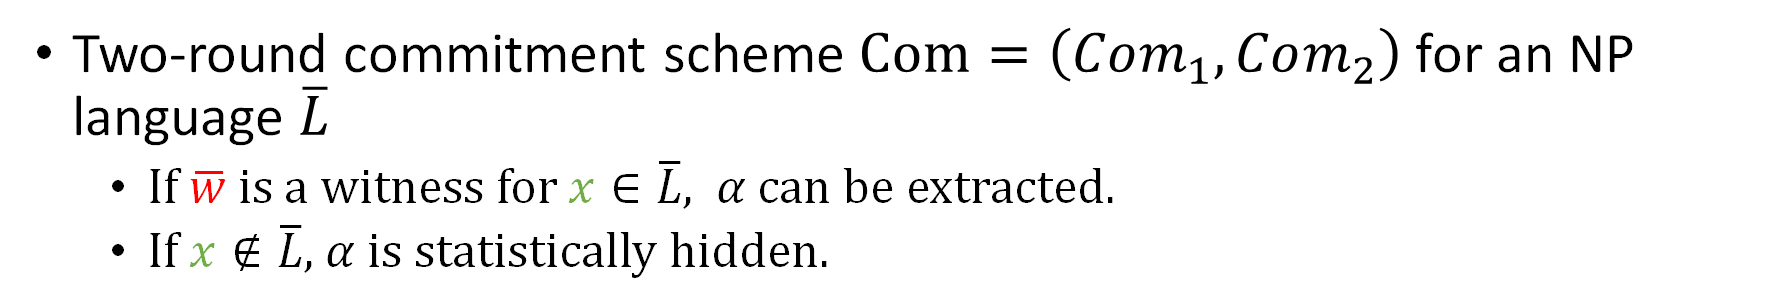 • Two-round commitment scheme Com = (Com₁, Com₂) for an NP
language L̅
• If w̅ is a witness for x ∈ L̅, α can be extracted.
• If x ∉ L̅, α is statistically hidden.